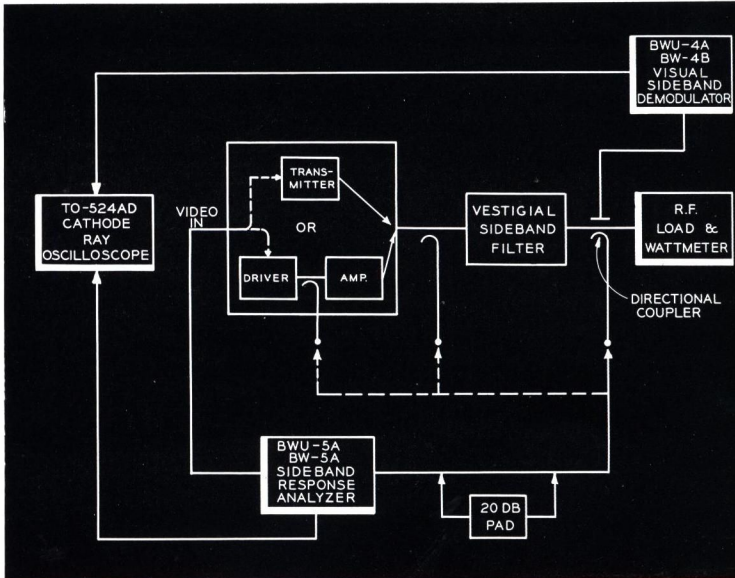 BWU-4A
BW-4B
VISUAL
SIDEBAND
DEMODULATOR
TRANS-
MITTER
TO-524AD
CATHODE
RAY
OSCILLOSCOPE
VIDEO
IN
OR
VESTIGIAL
SIDEBAND
FILTER
R.F.
LOAD &
WATTMETER
DRIVER
AMP.
DIRECTIONAL
COUPLER
BWU-5A
BW-5A
SIDEBAND
RESPONSE
ANALYZER
20 DB
PAD